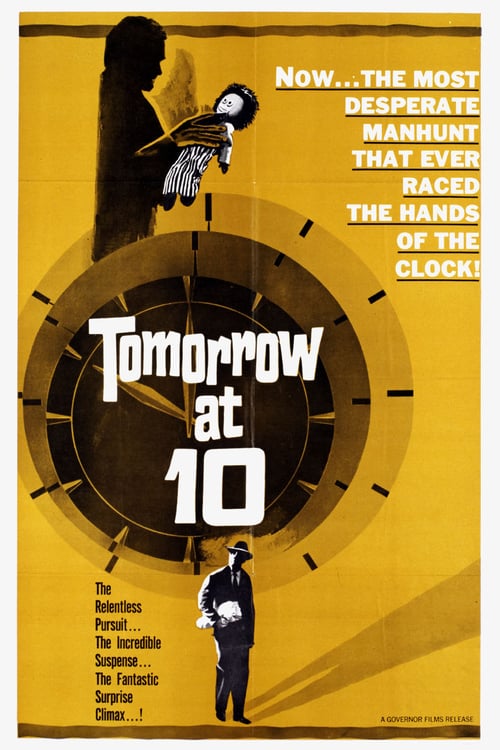 Now...the most
desperate
manhunt
that ever
raced
the hands
of the
clock!
Tomorrow
at
10
The
Relentless
Pursuit...
The Incredible
Suspense...
The Fantastic
Surprise
Climax...!
A GOVERNOR FILMS RELEASE